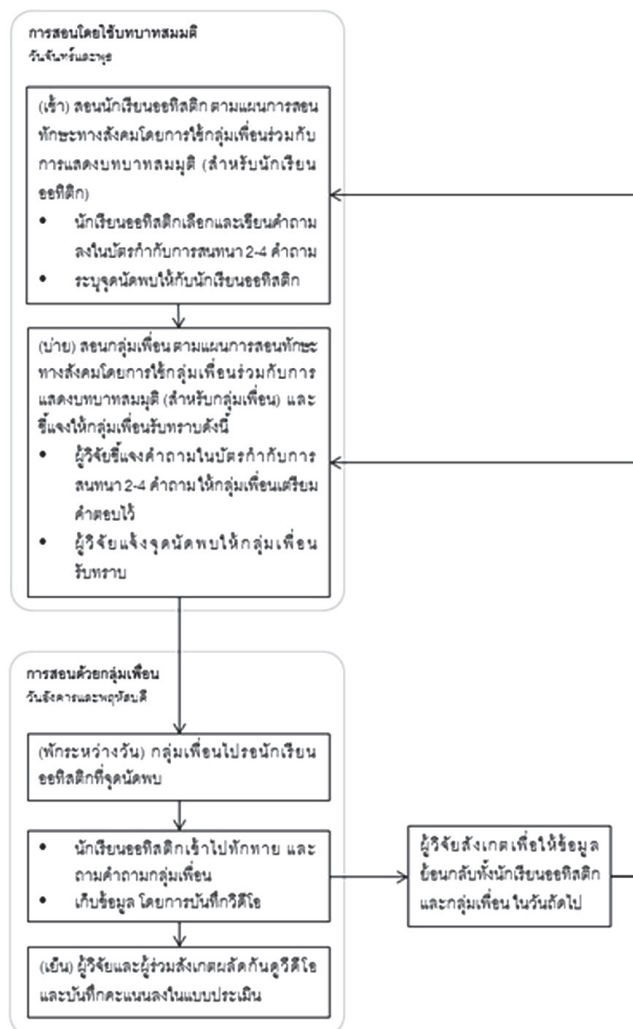 การสอนโดยใช้บทบาทสมมติ
วันจันทร์และพุธ
(เช้า) สอนนักเรียนออทิสติก ตามแผนการสอน
ทักษะทางสังคมโดยการใช้กลุ่มเพื่อนร่วมกับ
การแสดงบทบาทสมมุติ (สำหรับนักเรียน
ออทิติก)
• นักเรียนออทิสติกเลือกและเขียนคำถาม
ลงในบัตรกำกับการสนทนา 2-4 คำถาม
• ระบุจุดนัดพบให้กับนักเรียนออทิสติก
(บ่าย) สอนกลุ่มเพื่อน ตามแผนการสอนทักษะ
ทางสังคมโดยการใช้กลุ่มเพื่อนร่วมกับการ
แสดงบทบาทสมมุติ (สำหรับกลุ่มเพื่อน) และ
ชี้แจงให้กลุ่มเพื่อนรับทราบดังนี้
• ผู้วิจัยชี้แจงคำถามในบัตรกำกับการ
สนทนา 2-4 คำถาม ให้กลุ่มเพื่อนเตรียม
คำตอบไว้
• ผู้วิจัยแจ้งจุดนัดพบให้กลุ่มเพื่อน
รับทราบ
การสอนด้วยกลุ่มเพื่อน
วันอังคารและพฤหัสบดี
(พักระหว่างวัน) กลุ่มเพื่อนไปรอนักเรียน
ออทิสติกที่จุดนัดพบ
• นักเรียนออทิสติกเข้าไปทักทาย และ
ถามคำถามกลุ่มเพื่อน
• เก็บข้อมูล โดยการบันทึกวิดีโอ
ผู้วิจัยสังเกตเพื่อให้ข้อมูล
ย้อนกลับทั้งนักเรียนออทิสติก
และกลุ่มเพื่อน ในวันถัดไป
(เย็น) ผู้วิจัยและผู้ร่วมสังเกตผลัดกันดูวีดีโอ
และบันทึกคะแนนลงในแบบประเมิน